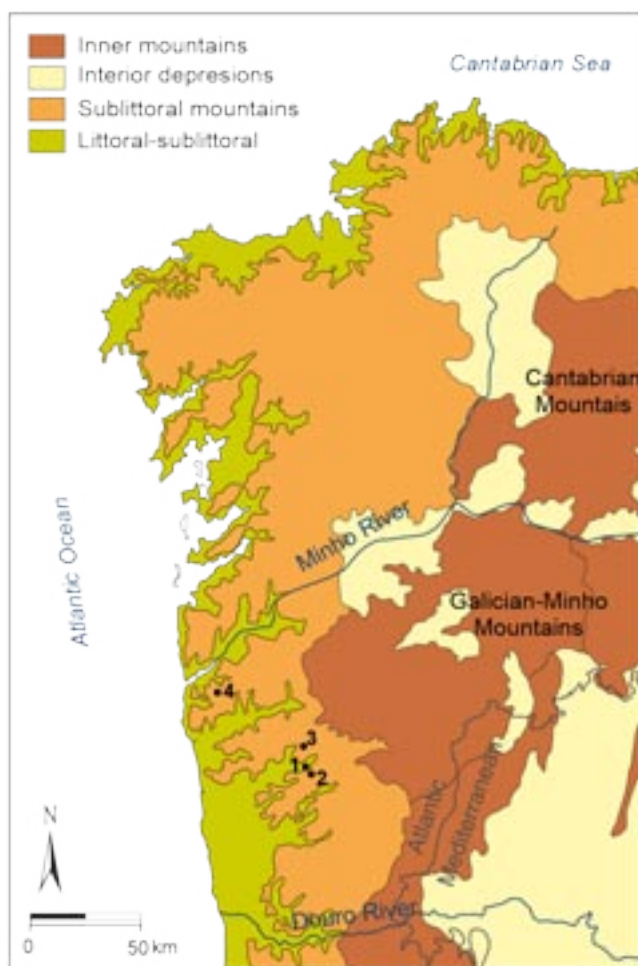 Inner mountains
Interior depresions
Sublittoral mountains
Littoral-sublittoral
Cantabrian Sea
Cantabrian
Mountais
Minho River
Atlantic Ocean
Galician-Minho
Mountains
4
3
1
2
Atlantic
Mediterranean
N
Douro River
0
50 km